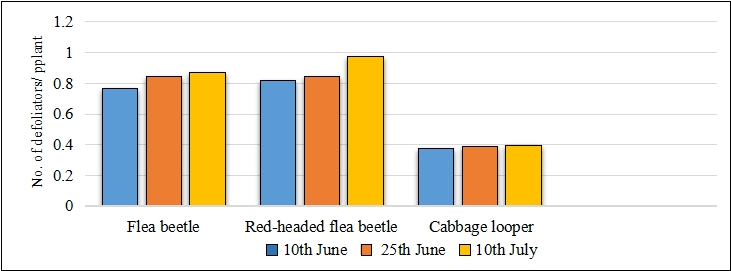 No. of defoliators/ pplant
1.2
1
0.8
0.6
0.4
0.2
0
Flea beetle Red-headed flea beetle Cabbage looper
10th June 25th June 10th July